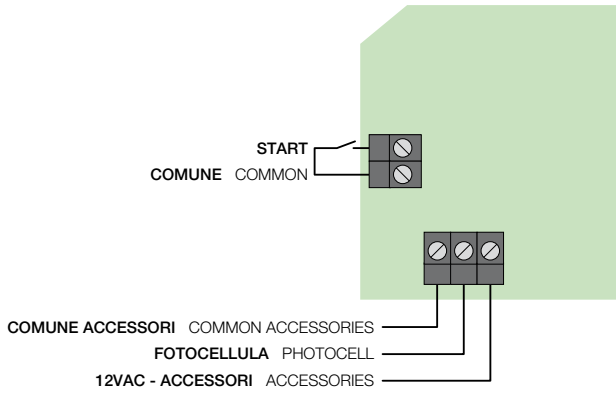 START
COMUNE COMMON
COMUNE ACCESSORI COMMON ACCESSORIES
FOTOCELLULA PHOTOCELL
12VAC - ACCESSORI ACCESSORIES